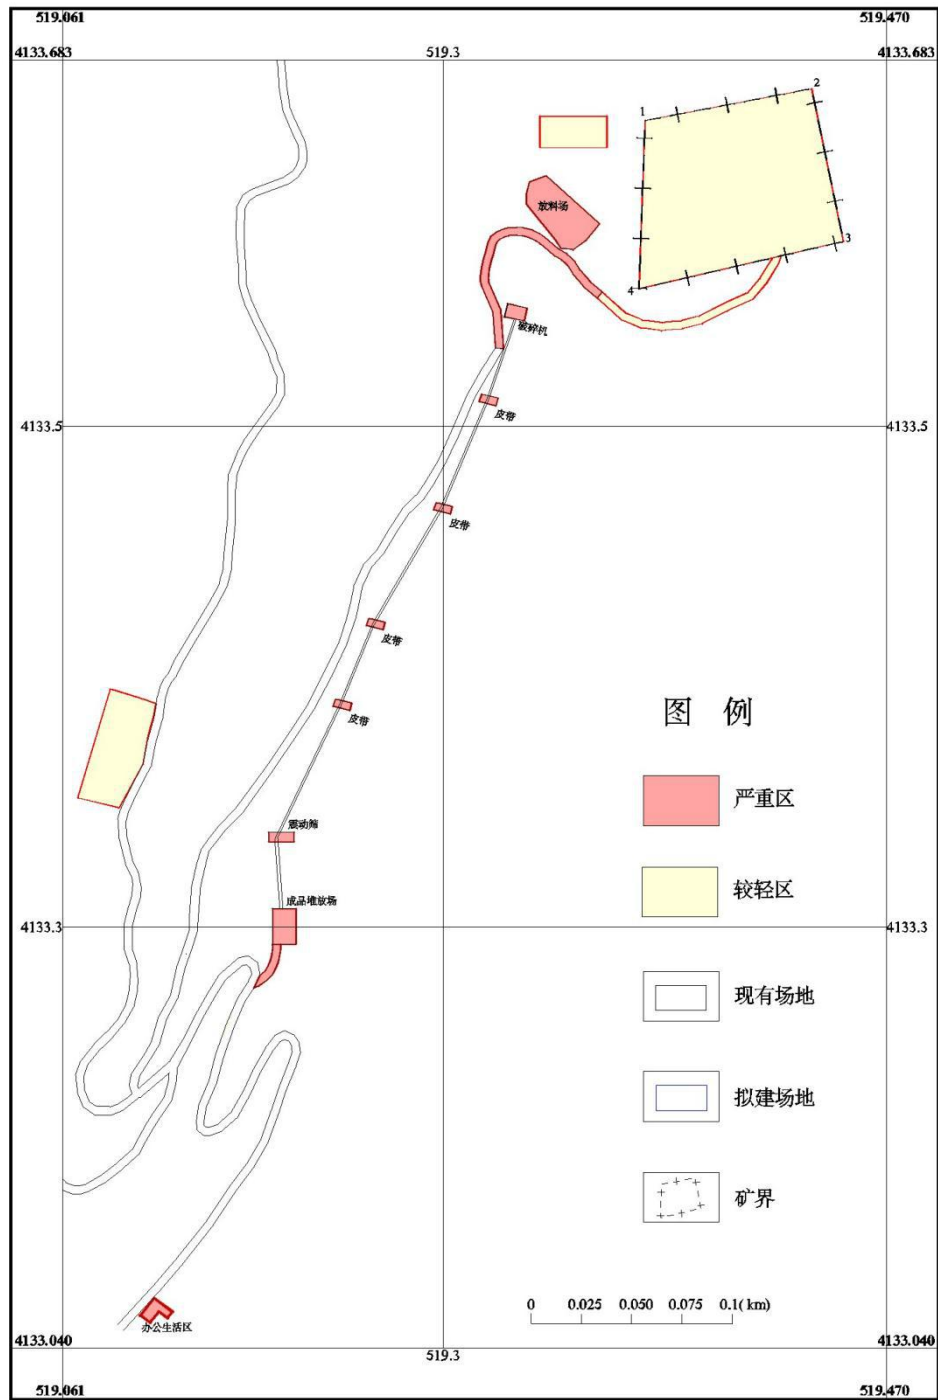 519.061
519.470
4133.683
519.3
4133.683
2
1
放料场
3
4
破碎机
皮带
4133.5
4133.5
皮带
皮带
皮带
图 例
严重区
震动筛
较轻区
成品堆放场
4133.3
4133.3
现有场地
拟建场地
矿界
0 0.025 0.050 0.075 0.1( km)
办公生活区
4133.040
519.3
4133.040
519.061
519.470